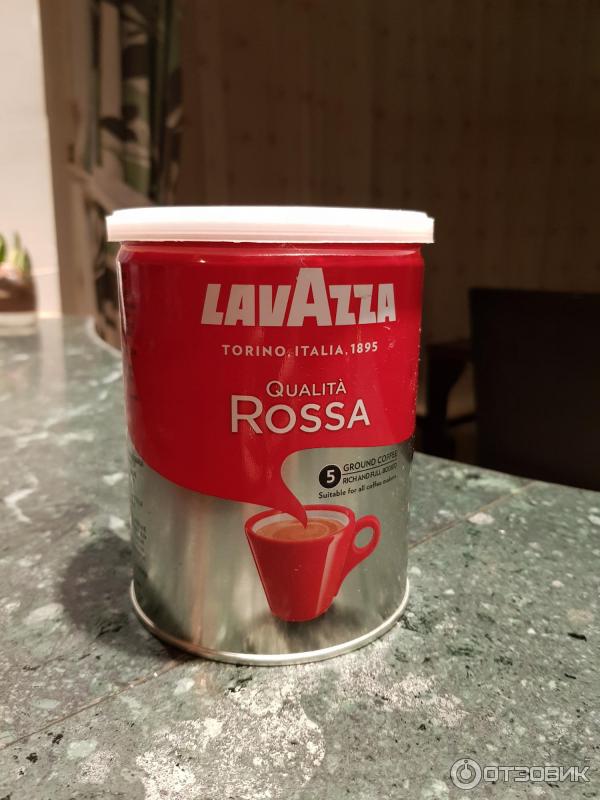 LAVAZZA
TORINO, ITALIA, 1895
QUALITÀ
ROSSA
5 GROUND COFFEE
RICH AND FULL BODIED
Suitable for all coffee makers
ОТЗОВИК